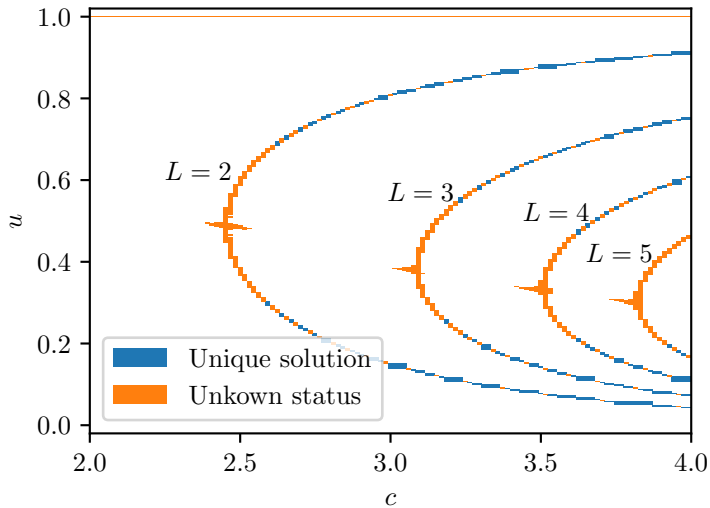 1.0
0.8
0.6
0.4
0.2
0.0
u
L = 2
L = 3
L = 4
L = 5
Unique solution
Unkown status
2.0 2.5 3.0 3.5 4.0
c